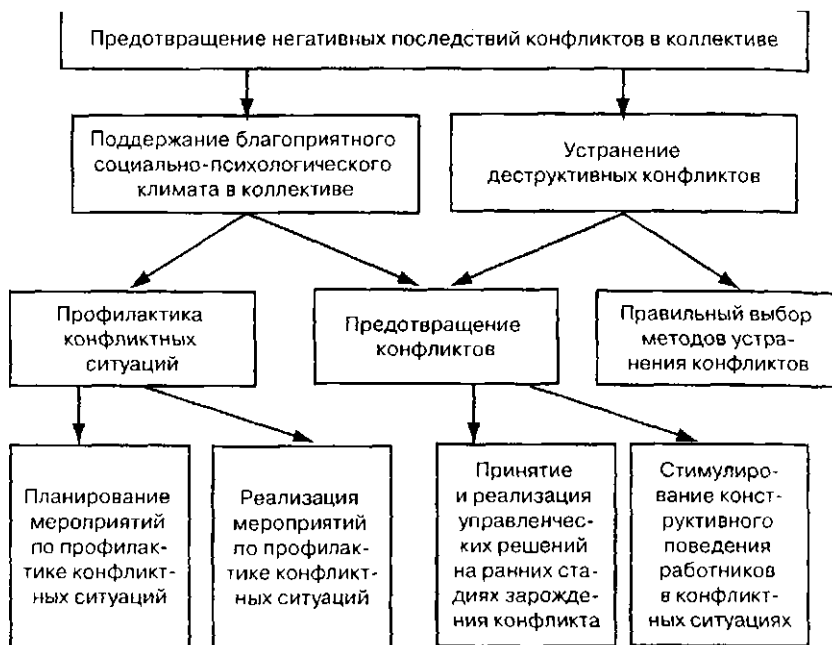 Предотвращение негативных последствий конфликтов в коллективе
Поддержание благоприятного
социально-психологического
климата в коллективе
Устранение
деструктивных конфликтов
Профилактика
конфликтных
ситуаций
Предотвращение
конфликтов
Правильный выбор
методов устра-
нения конфликтов
Планирование
мероприятий
по профилак-
тике конфликт-
ных ситуаций
Реализация
мероприятий
по профилак-
тике конфликт-
ных ситуаций
Принятие
и реализация
управленчес-
ких решений
на ранних ста-
диях зарожде-
ния конфликта
Стимулиро-
вание конст-
руктивного
поведения
работников
в конфликт-
ных ситуациях